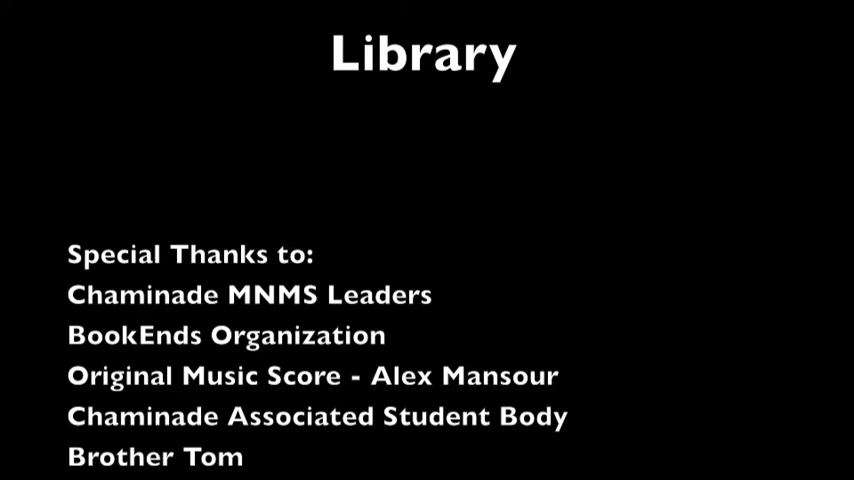 Library
Special Thanks to:
Chaminade MNMS Leaders
BookEnds Organization
Original Music Score - Alex Mansour
Chaminade Associated Student Body
Brother Tom